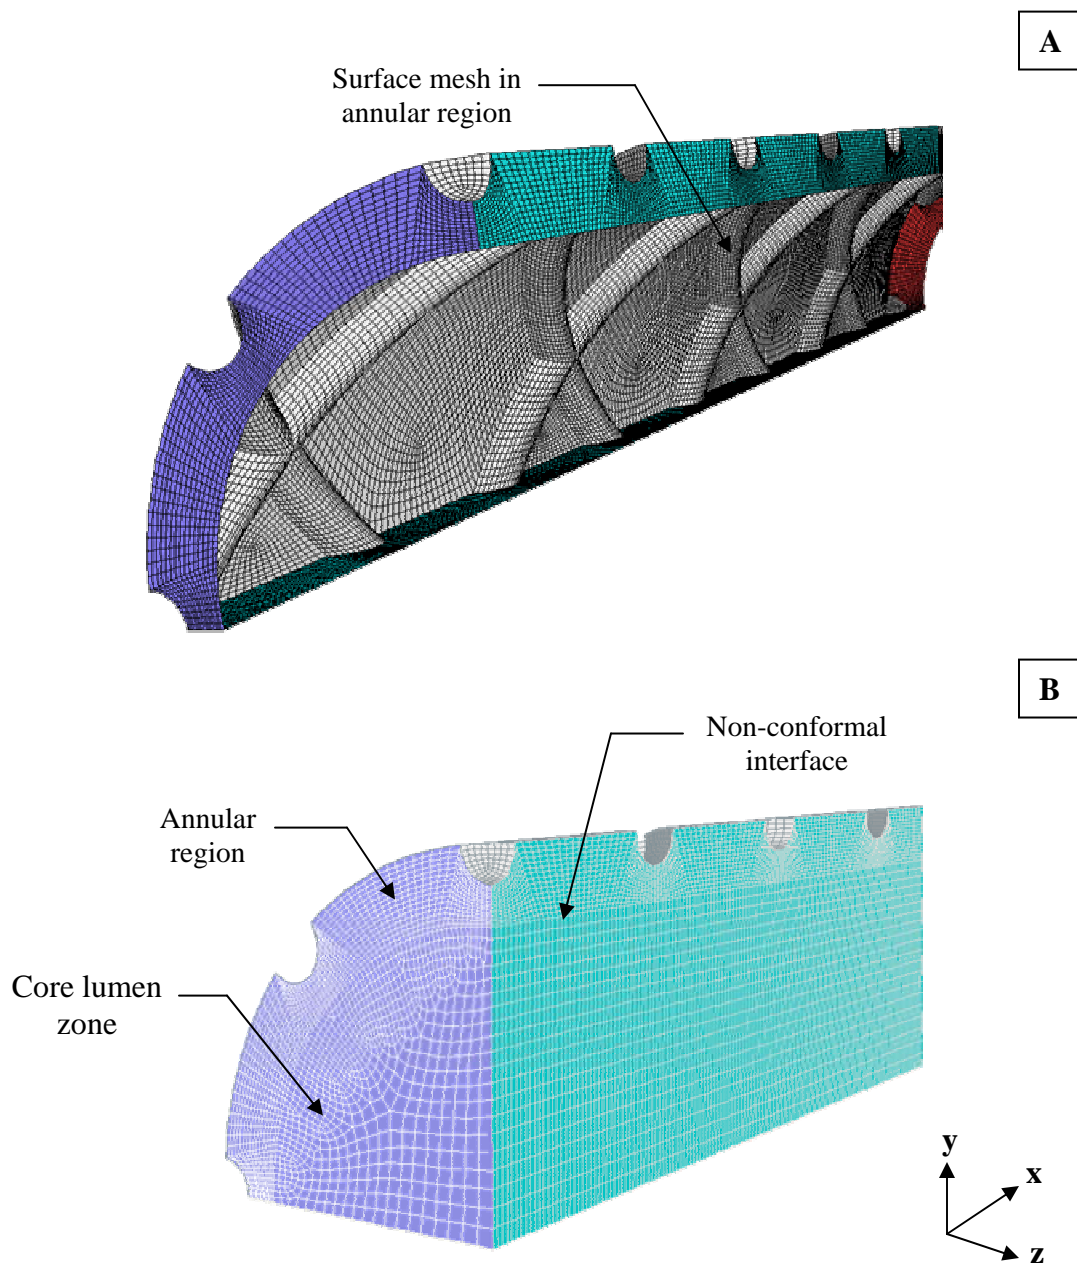 A
Surface mesh in
annular region
B
Non-conformal
interface
Annular
region
Core lumen
zone
y
x
z